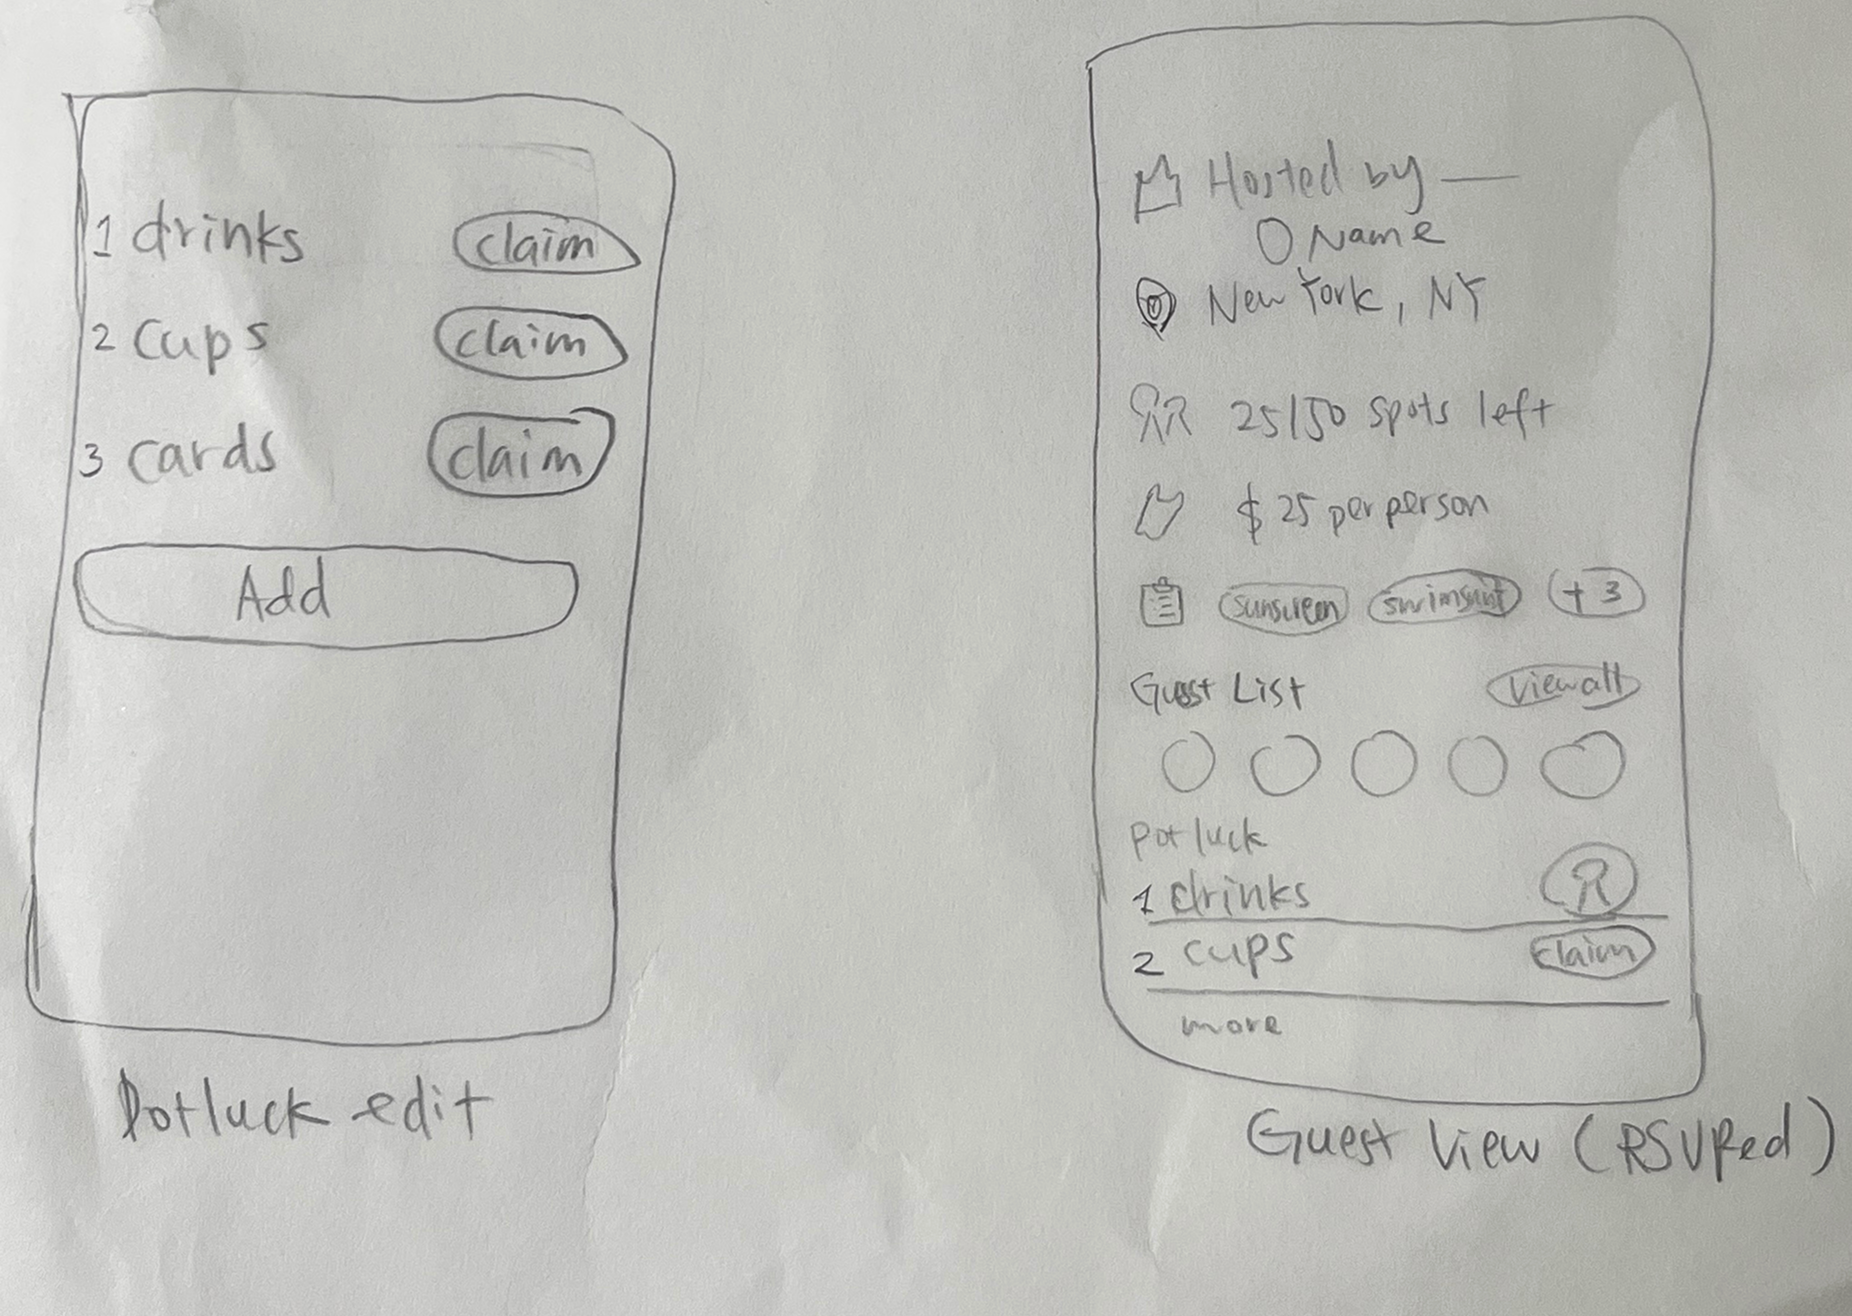 1 drinks claim
2 cups claim
3 cards claim
Add
Potluck edit
Hosted by
Name
New York, NY
25/50 spots left
$25 per person
sunscreen swimsuit +3
Guest List view all
potluck
1 drinks
2 cups claim
more
Guest View (RSVPed)